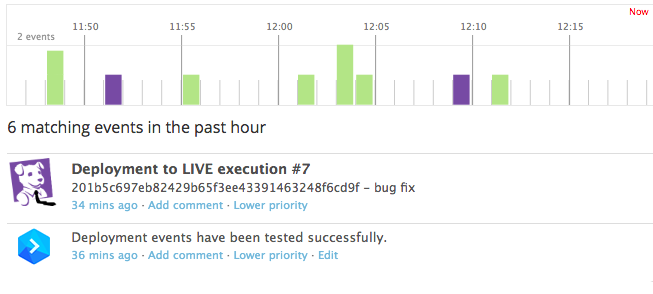 Now
11:50 11:55 12:00 12:05 12:10 12:15
2 events
6 matching events in the past hour
Deployment to LIVE execution #7
201b5c697eb82429b65f3ee43391463248f6cd9f – bug fix
34 mins ago · Add comment · Lower priority
Deployment events have been tested successfully.
36 mins ago · Add comment · Lower priority · Edit